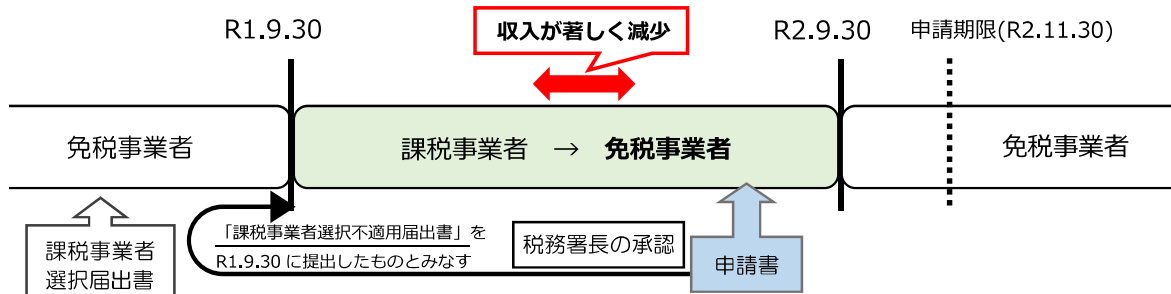 R1.9.30
収入が著しく減少
R2.9.30
申請期限(R2.11.30)
免税事業者
課税事業者 → 免税事業者
免税事業者
課税事業者
選択届出書
「課税事業者選択不適用届出書」を
R1.9.30 に提出したものとみなす
税務署長の承認
申請書